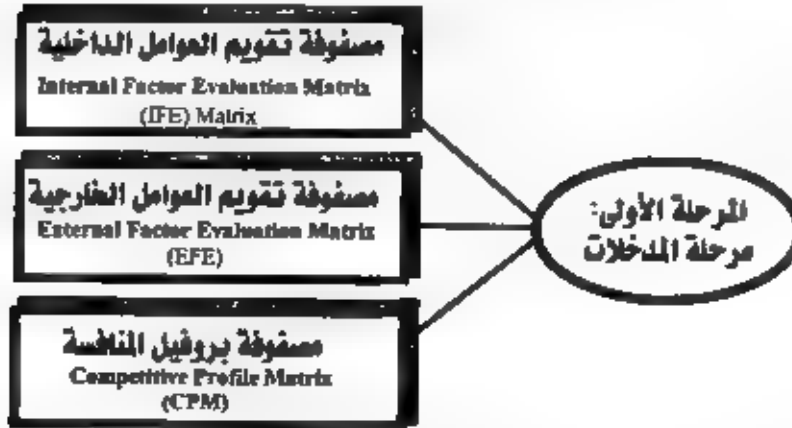 مصفوفة تقويم العوامل الداخلية
Internal Factor Evaluation Matrix
(IFE) Matrix
مصفوفة تقويم العوامل الخارجية
External Factor Evaluation Matrix
(EFE)
مصفوفة بروفيل المنافسة
Competitive Profile Matrix
(CPM)
المرحلة الأولى:
مرحلة المدخلات